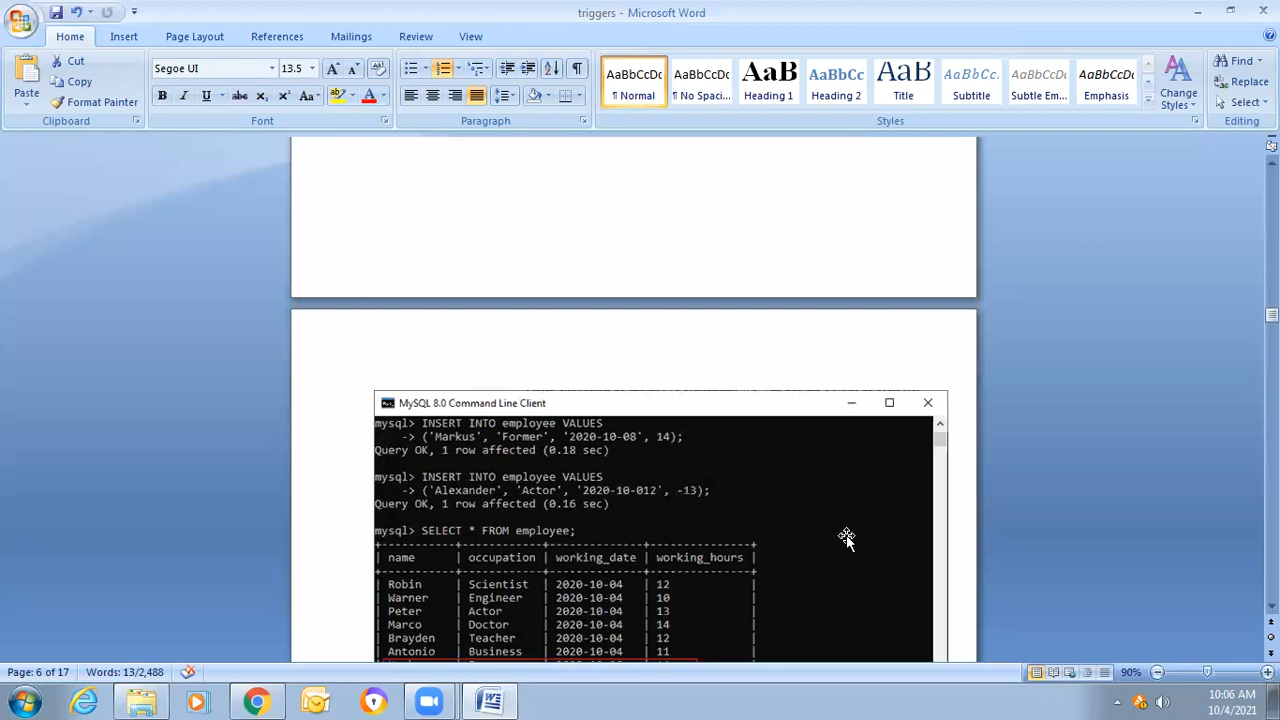 triggers - Microsoft Word
Home Insert Page Layout References Mailings Review View
Paste
Cut
Copy
Format Painter
Clipboard
Segoe UI 13.5
Font
Paragraph
AaBbCcDc AaBbCcDc AaB AaBbCc AaB AaBbCc AaBbCcDc AaBbCcDc
¶ Normal ¶ No Spaci... Heading 1 Heading 2 Title Subtitle Subtle Em... Emphasis
Change Styles
Styles
Find
Replace
Select
Editing
MySQL 8.0 Command Line Client
mysql> INSERT INTO employee VALUES
-> ('Markus', 'Former', '2020-10-08', 14);
Query OK, 1 row affected (0.18 sec)
mysql> INSERT INTO employee VALUES
-> ('Alexander', 'Actor', '2020-10-012', -13);
Query OK, 1 row affected (0.16 sec)
mysql> SELECT * FROM employee;
| name | occupation | working_date | working_hours |
| Robin | Scientist | 2020-10-04 | 12 |
| Warner | Engineer | 2020-10-04 | 10 |
| Peter | Actor | 2020-10-04 | 13 |
| Marco | Doctor | 2020-10-04 | 14 |
| Brayden | Teacher | 2020-10-04 | 12 |
| Antonio | Business | 2020-10-04 | 11 |
Page: 6 of 17 Words: 13/2,488 90%
10:06 AM
10/4/2021